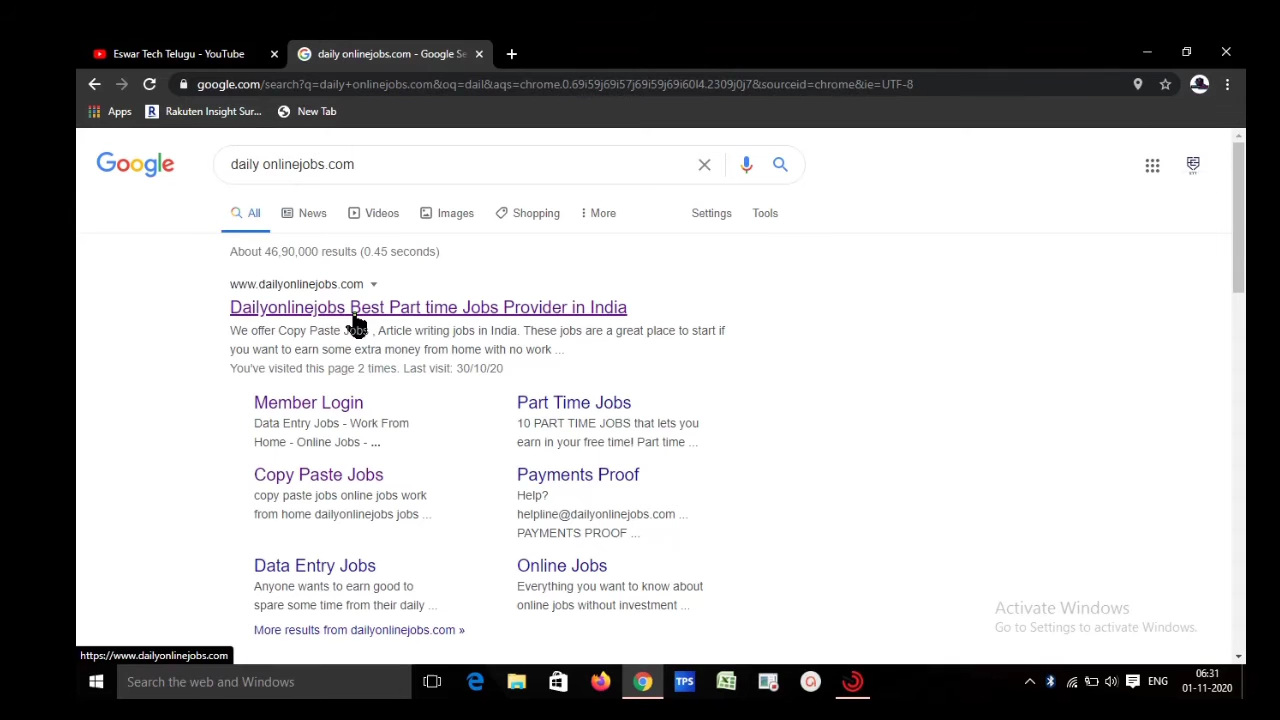 Eswar Tech Telugu - YouTube
daily onlinejobs.com - Google Se
google.com/search?q=daily+onlinejobs.com&oq=dail&aqs=chrome.0.69i59j69i57j69i59j69i60l4.2309j0j7&sourceid=chrome&ie=UTF-8
Apps
R Rakuten Insight Sur...
New Tab
Google
daily onlinejobs.com
All
News
Videos
Images
Shopping
More
Settings
Tools
About 46,90,000 results (0.45 seconds)
www.dailyonlinejobs.com
Dailyonlinejobs Best Part time Jobs Provider in India
We offer Copy Paste Jobs , Article writing jobs in India. These jobs are a great place to start if
you want to earn some extra money from home with no work ...
You've visited this page 2 times. Last visit: 30/10/20
Member Login
Data Entry Jobs - Work From
Home - Online Jobs - ...
Part Time Jobs
10 PART TIME JOBS that lets you
earn in your free time! Part time ...
Copy Paste Jobs
copy paste jobs online jobs work
from home dailyonlinejobs jobs ...
Payments Proof
Help?
helpline@dailyonlinejobs.com ...
PAYMENTS PROOF ...
Data Entry Jobs
Anyone wants to earn good to
spare some time from their daily ...
Online Jobs
Everything you want to know about
online jobs without investment ...
More results from dailyonlinejobs.com »
Activate Windows
Go to Settings to activate Windows.
https://www.dailyonlinejobs.com
Search the web and Windows
TPS
ENG
06:31
01-11-2020